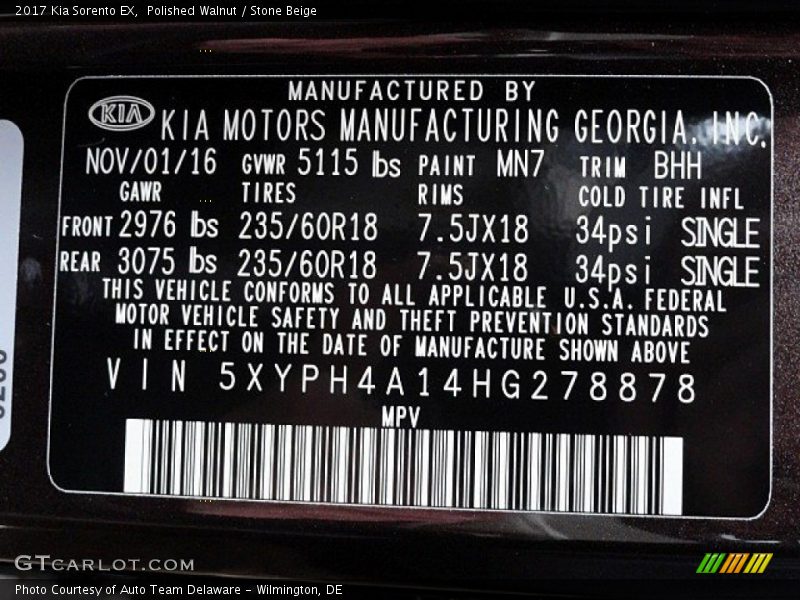 2017 Kia Sorento EX, Polished Walnut / Stone Beige
MANUFACTURED BY
KIA KIA MOTORS MANUFACTURING GEORGIA, INC.
NOV/01/16 GVWR 5115 lbs PAINT MN7 TRIM BHH
GAWR TIRES RIMS COLD TIRE INFL
FRONT 2976 lbs 235/60R18 7.5JX18 34psi SINGLE
REAR 3075 lbs 235/60R18 7.5JX18 34psi SINGLE
THIS VEHICLE CONFORMS TO ALL APPLICABLE U.S.A. FEDERAL
MOTOR VEHICLE SAFETY AND THEFT PREVENTION STANDARDS
IN EFFECT ON THE DATE OF MANUFACTURE SHOWN ABOVE
VIN 5XYPH4A14HG278878
MPV
GTCARLOT.COM
Photo Courtesy of Auto Team Delaware - Wilmington, DE